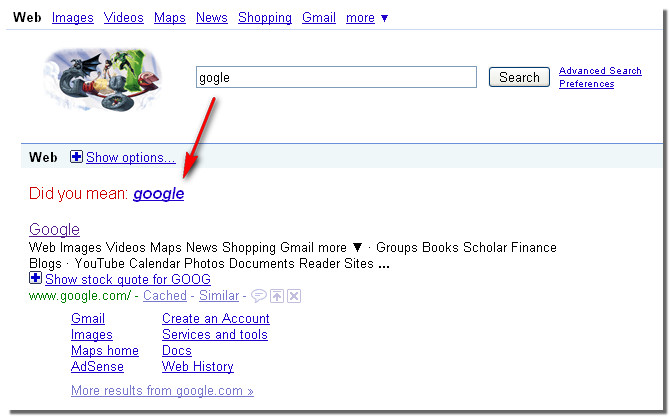 Web Images Videos Maps News Shopping Gmail more ▼
gogle Search Advanced Search
Preferences
Web Show options...
Did you mean: google
Google
Web Images Videos Maps News Shopping Gmail more ▼ · Groups Books Scholar Finance
Blogs · YouTube Calendar Photos Documents Reader Sites ...
Show stock quote for GOOG
www.google.com/ - Cached - Similar -
Gmail Create an Account
Images Services and tools
Maps home Docs
AdSense Web History
More results from google.com »